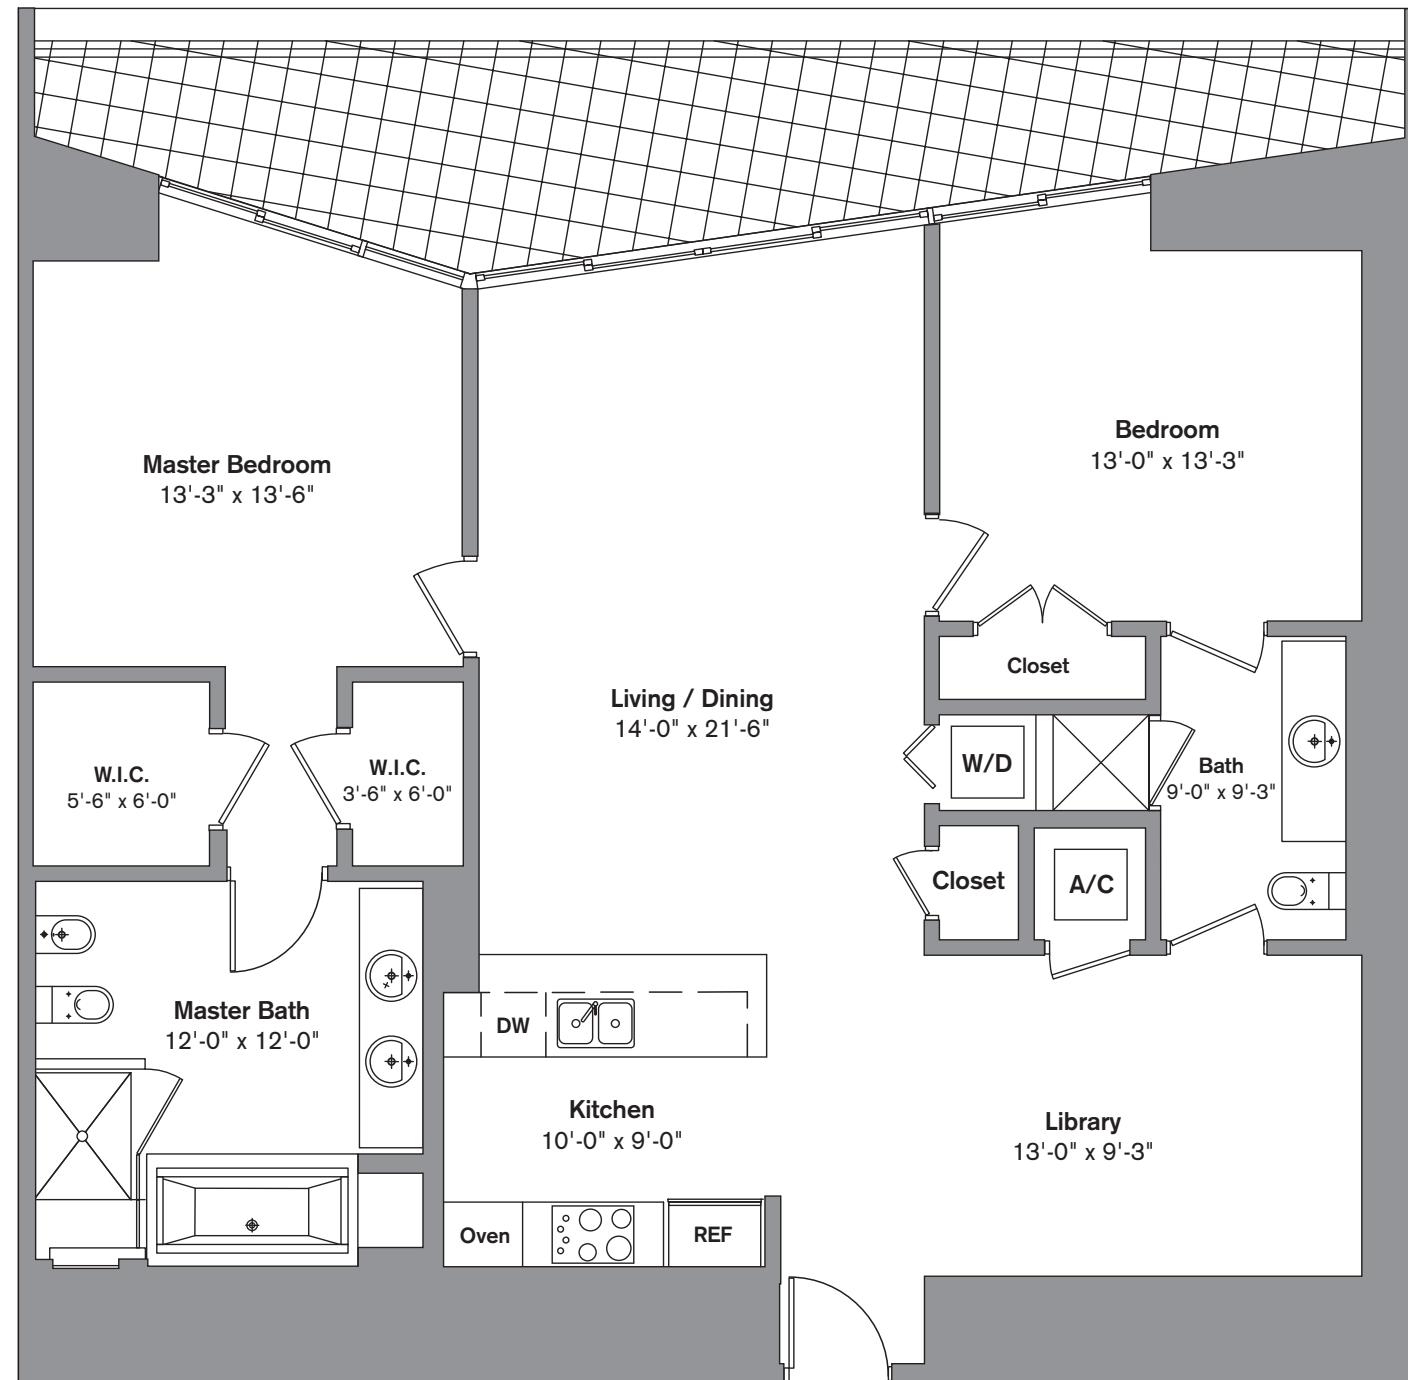 Bedroom
13'-0" x 13'-3"
Master Bedroom
13'-3" x 13'-6"
Closet
Living / Dining
14'-0" x 21'-6"
W.I.C.
5'-6" x 6'-0"
W.I.C.
3'-6" x 6'-0"
W/D
Bath
9'-0" x 9'-3"
Closet
A/C
Master Bath
12'-0" x 12'-0"
DW
Kitchen
10'-0" x 9'-0"
Library
13'-0" x 9'-3"
Oven
REF